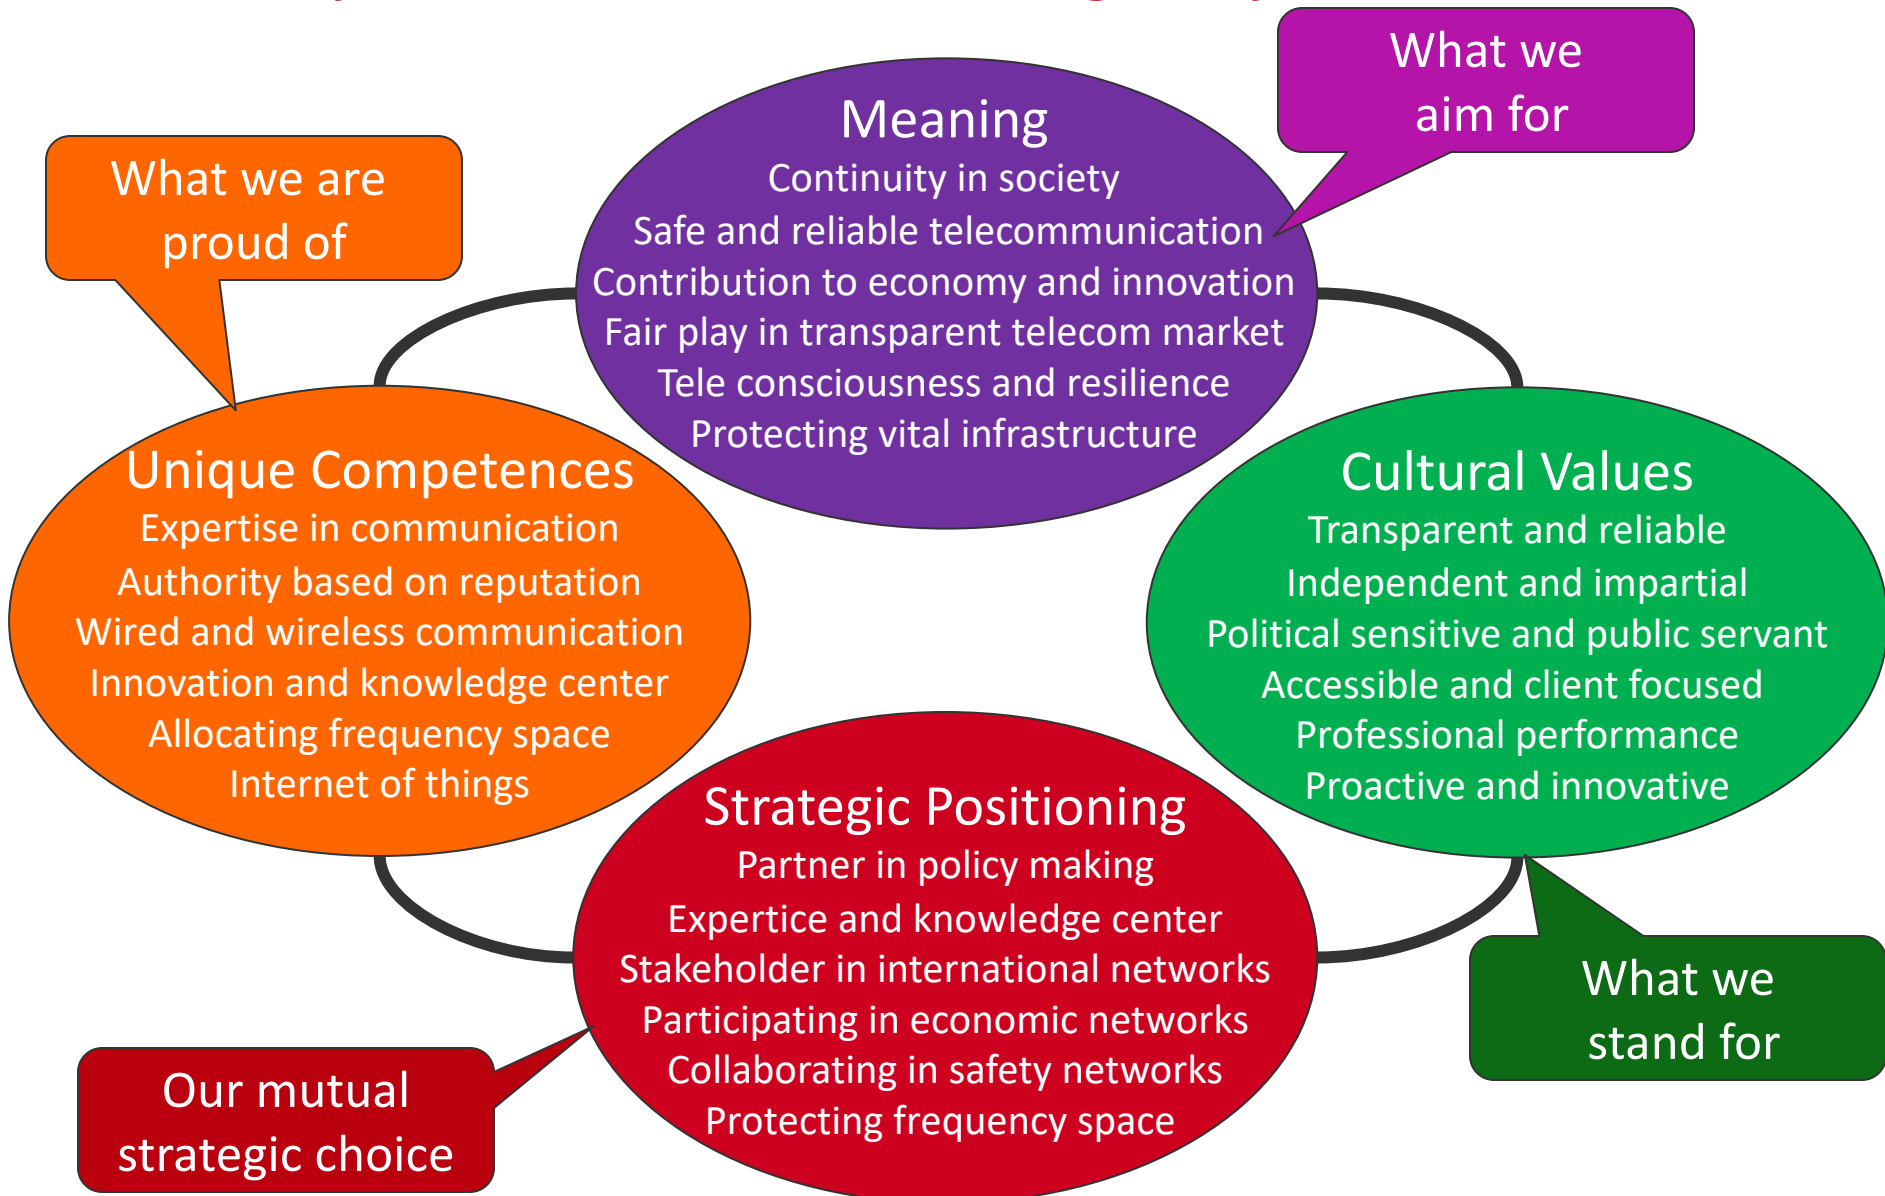 What we
aim for
Meaning
Continuity in society
Safe and reliable telecommunication
Contribution to economy and innovation
Fair play in transparent telecom market
Tele consciousness and resilience
Protecting vital infrastructure
What we are
proud of
Unique Competences
Expertise in communication
Authority based on reputation
Wired and wireless communication
Innovation and knowledge center
Allocating frequency space
Internet of things
Cultural Values
Transparent and reliable
Independent and impartial
Political sensitive and public servant
Accessible and client focused
Professional performance
Proactive and innovative
What we
stand for
Strategic Positioning
Partner in policy making
Expertice and knowledge center
Stakeholder in international networks
Participating in economic networks
Collaborating in safety networks
Protecting frequency space
Our mutual
strategic choice